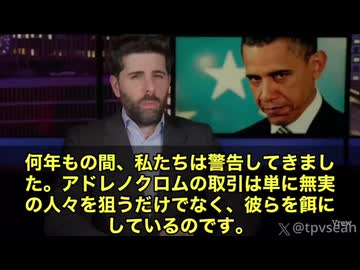 何年もの間、私たちは警告してきまし
た。アドレノクロムの取引は単に無実
の人々を狙うだけでなく、彼らを餌に
しているのです。
Vrew
X@tpvsean